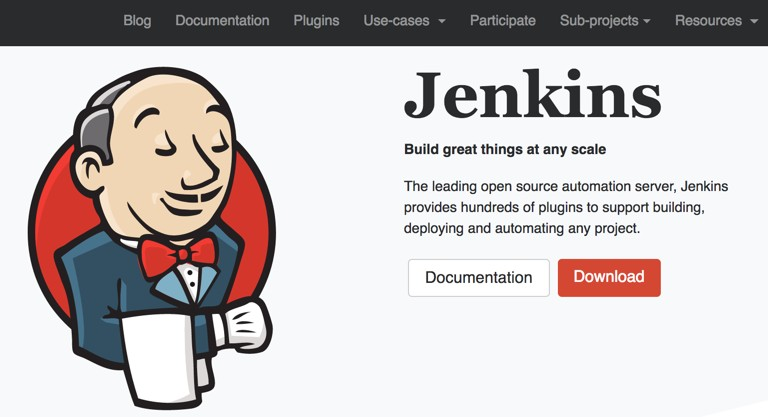 Blog Documentation Plugins Use-cases Participate Sub-projects Resources
Jenkins
Build great things at any scale
The leading open source automation server, Jenkins
provides hundreds of plugins to support building,
deploying and automating any project.
Documentation Download